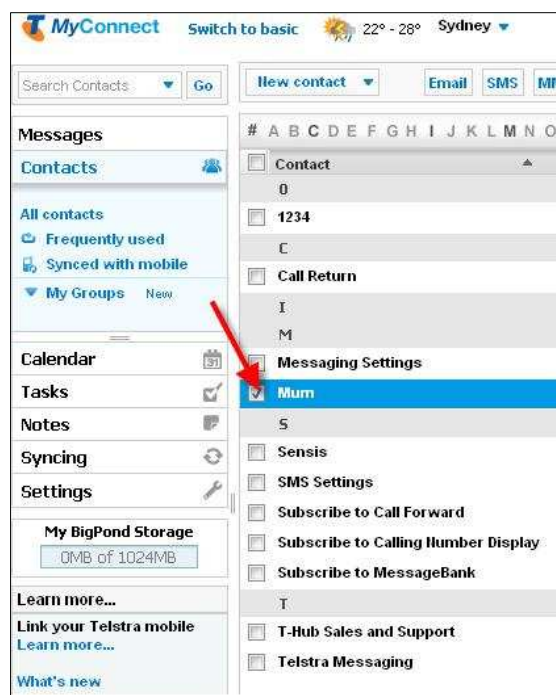 T MyConnect Switch to basic 22° - 28° Sydney
Search Contacts Go
New contact Email SMS
# A B C D E F G H I J K L M N O
Messages
Contacts
All contacts
Frequently used
Synced with mobile
My Groups New
Calendar 31
Tasks
Notes
Syncing
Settings
My BigPond Storage
0MB of 1024MB
Learn more...
Link your Telstra mobile
Learn more...
What's new
Contact
0
1234
C
Call Return
I
M
Messaging Settings
Mum
S
Sensis
SMS Settings
Subscribe to Call Forward
Subscribe to Calling Number Display
Subscribe to MessageBank
T
T-Hub Sales and Support
Telstra Messaging